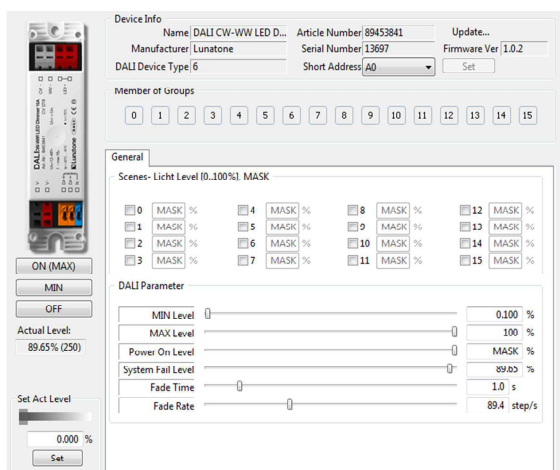 Device Info
Name DALI CW-WW LED D... Article Number 89453841 Update...
Manufacturer Lunatone Serial Number 13697 Firmware Ver 1.0.2
DALI Device Type 6 Short Address A0 Set
Member of Groups
0 1 2 3 4 5 6 7 8 9 10 11 12 13 14 15
General
Scenes- Licht Level [0..100%], MASK
0 MASK % 4 MASK % 8 MASK % 12 MASK %
1 MASK % 5 MASK % 9 MASK % 13 MASK %
2 MASK % 6 MASK % 10 MASK % 14 MASK %
3 MASK % 7 MASK % 11 MASK % 15 MASK %
ON (MAX)
MIN
OFF
Actual Level:
89.65% (250)
Set Act Level
0.000 %
Set
DALI Parameter
MIN Level 0.100 %
MAX Level 100 %
Power On Level MASK %
System Fail Level 89.65 %
Fade Time 1.0 s
Fade Rate 89.4 step/s